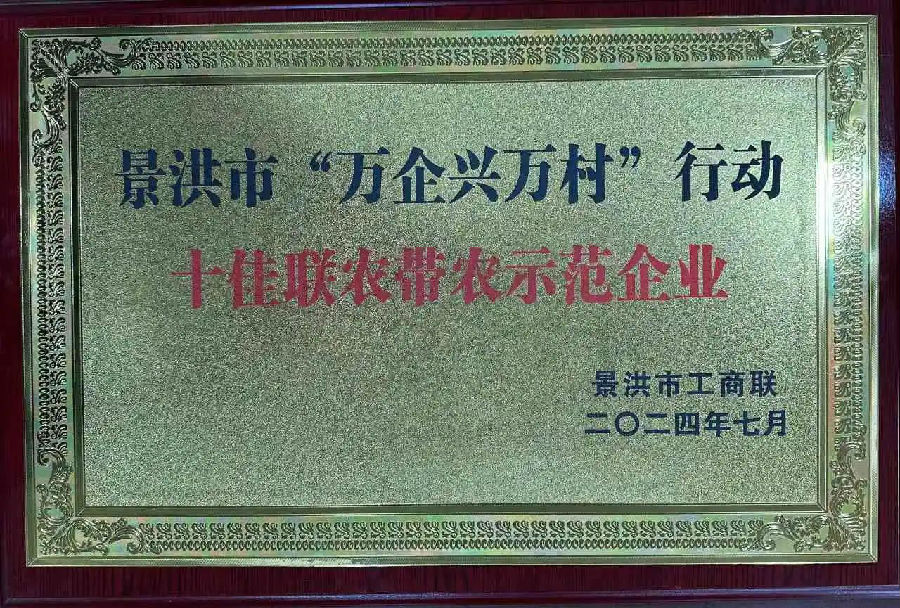 景洪市“万企兴万村”行动
十佳联农带农示范企业
景洪市工商联
二〇二四年七月